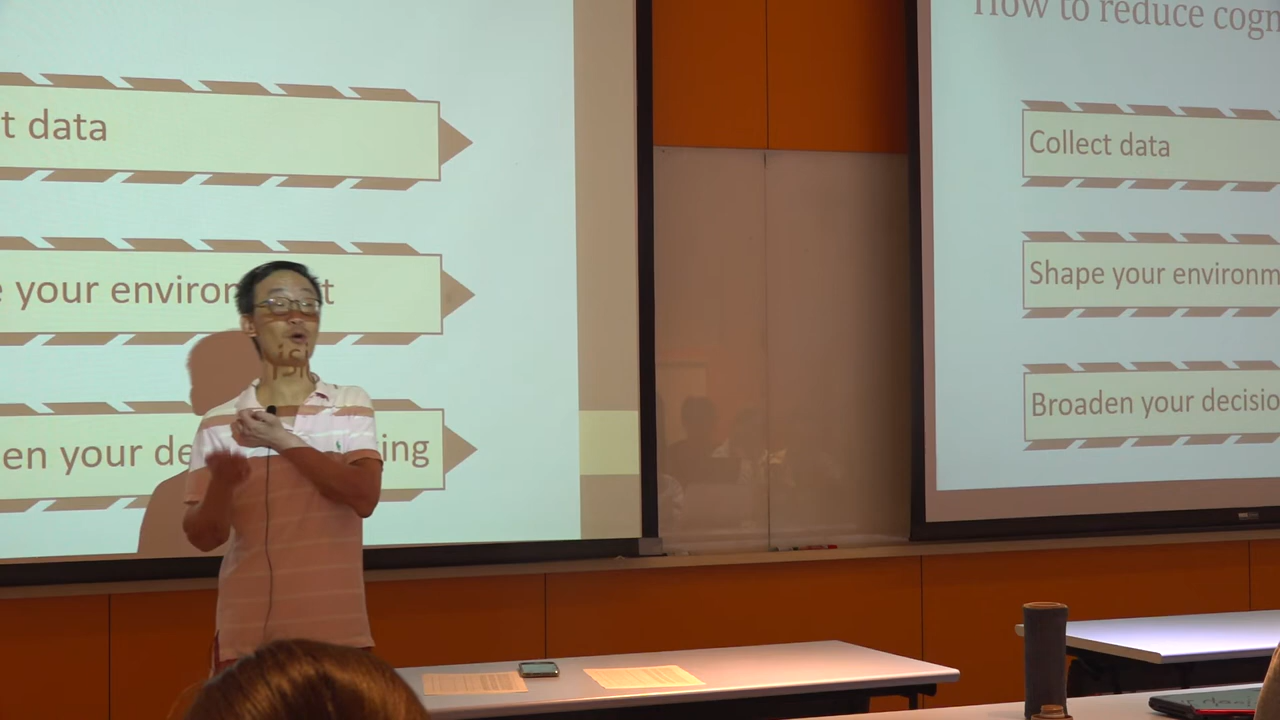 t data
your environ t
isi
en your de ing
How to reduce cogn
Collect data
Shape your environm
Broaden your decisio